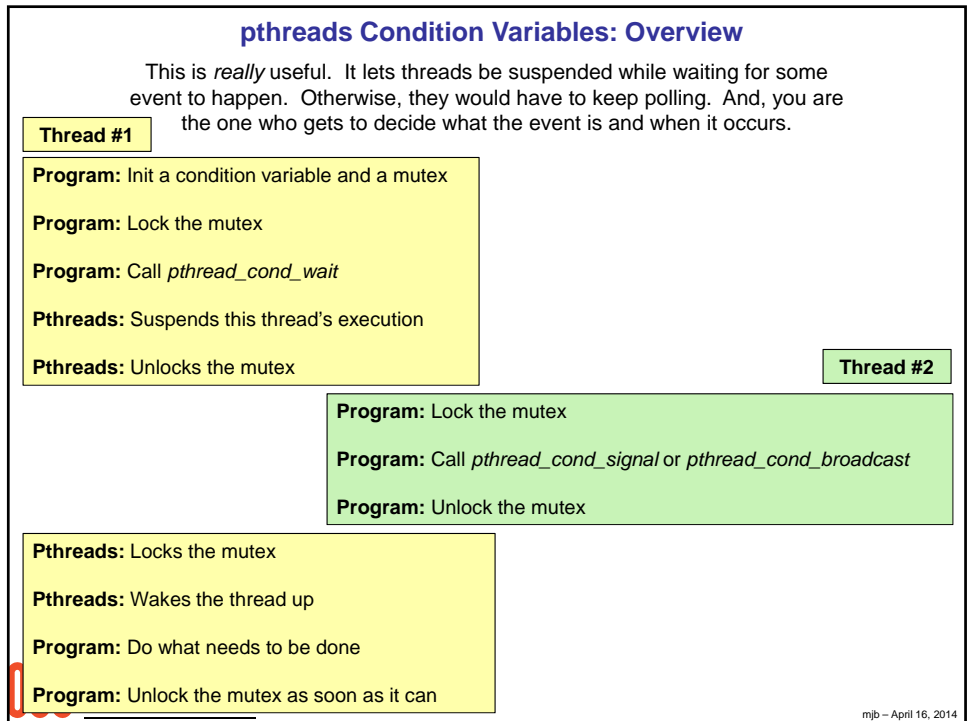 pthreads Condition Variables: Overview
This is really useful. It lets threads be suspended while waiting for some
event to happen. Otherwise, they would have to keep polling. And, you are
the one who gets to decide what the event is and when it occurs.
Thread #1
Program: Init a condition variable and a mutex
Program: Lock the mutex
Program: Call pthread_cond_wait
Pthreads: Suspends this thread's execution
Pthreads: Unlocks the mutex
Thread #2
Program: Lock the mutex
Program: Call pthread_cond_signal or pthread_cond_broadcast
Program: Unlock the mutex
Pthreads: Locks the mutex
Pthreads: Wakes the thread up
Program: Do what needs to be done
Program: Unlock the mutex as soon as it can
mjb – April 16, 2014